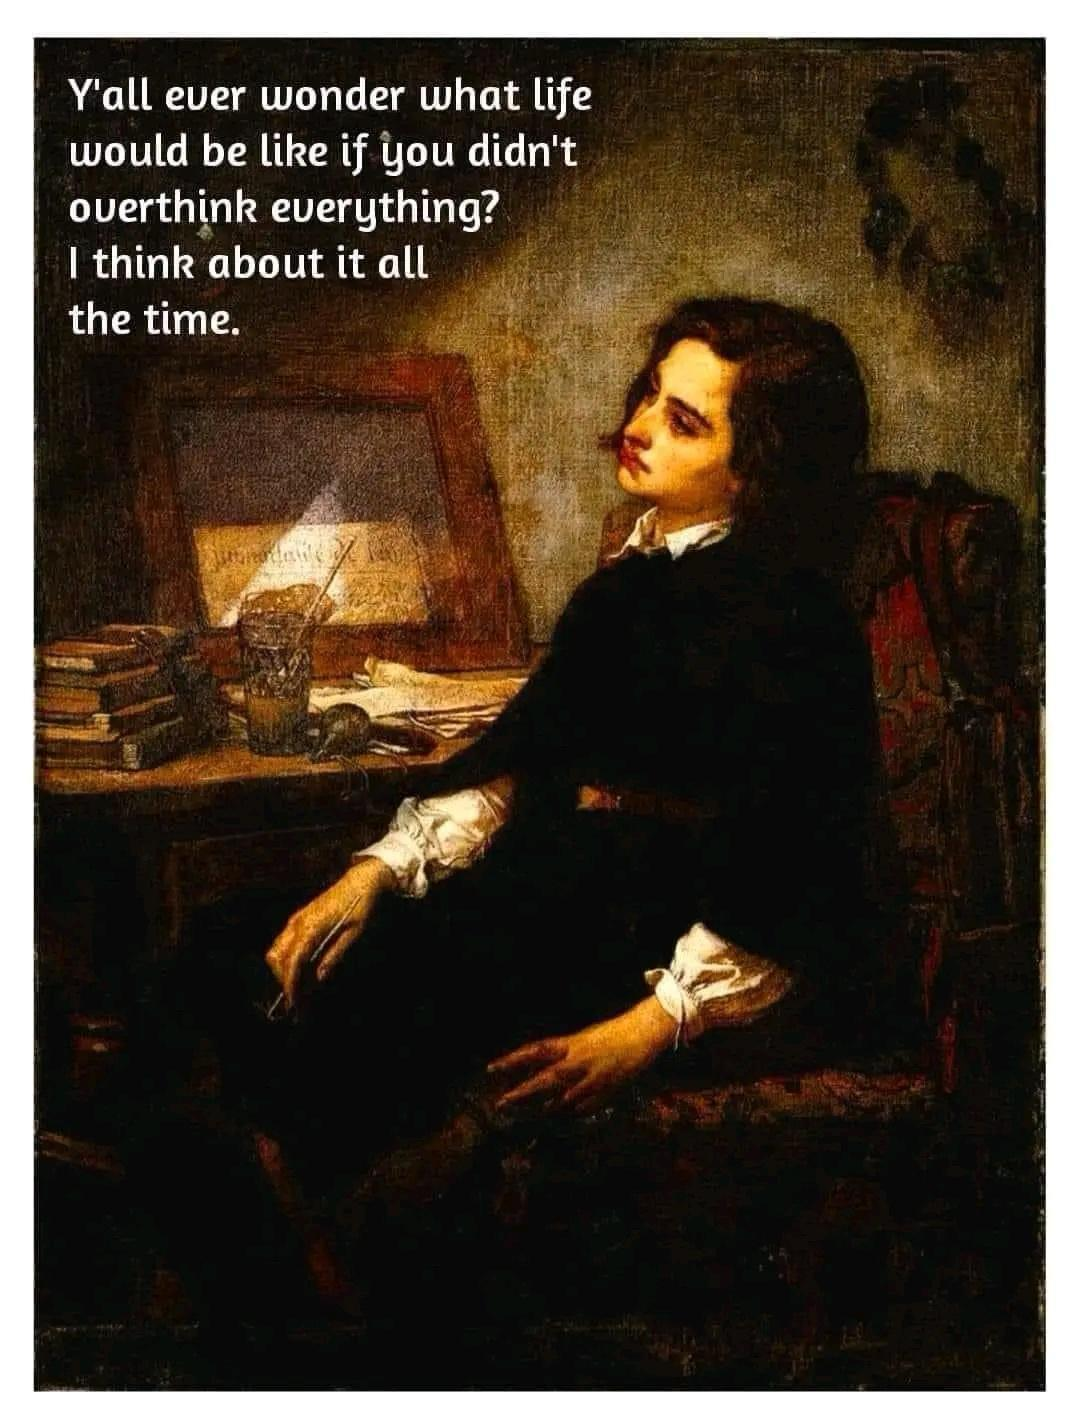 Y'all ever wonder what life
would be like if you didn't
overthink everything?
I think about it all
the time.